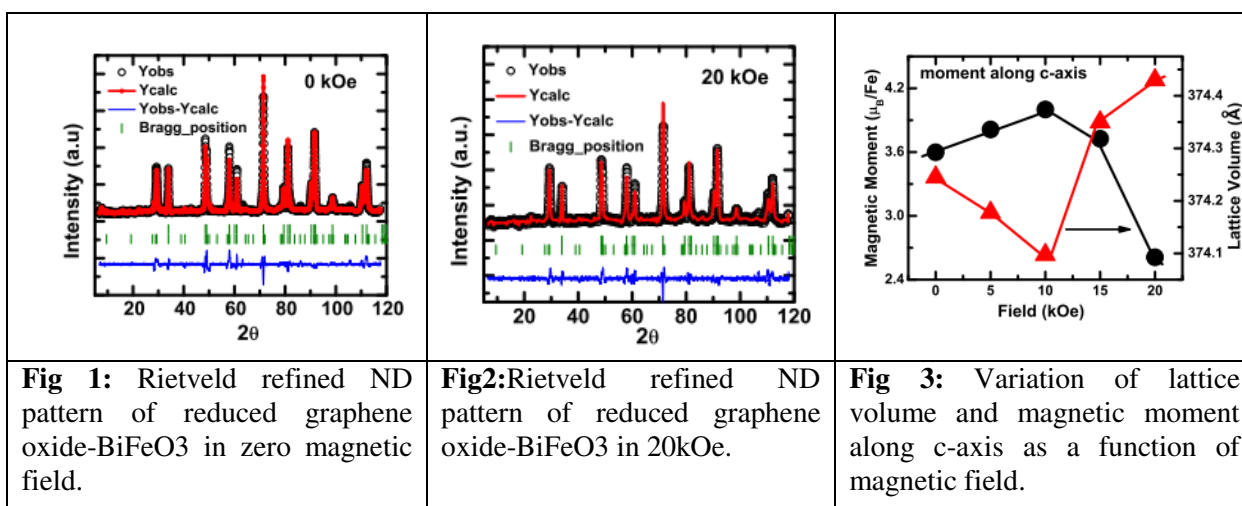 0 kOe
Yobs
Ycalc
Yobs-Ycalc
Bragg_position
Intensity (a.u)
0 20 40 60 80 100 120
2θ
20 kOe
Yobs
Ycalc
Yobs-Ycalc
Bragg_position
Intensity (a.u.)
20 40 60 80 100 120
2θ
moment along c-axis
Magnetic Moment (μB/Fe)
4.2
3.6
3.0
2.4
374.4
374.3
374.2
374.1
Lattice Volume (Å)
0 5 10 15 20
Field (kOe)
Fig 1: Rietveld refined ND
pattern of reduced graphene
oxide-BiFeO3 in zero magnetic
field.
Fig2:Rietveld refined ND
pattern of reduced graphene
oxide-BiFeO3 in 20kOe.
Fig 3: Variation of lattice
volume and magnetic moment
along c-axis as a function of
magnetic field.